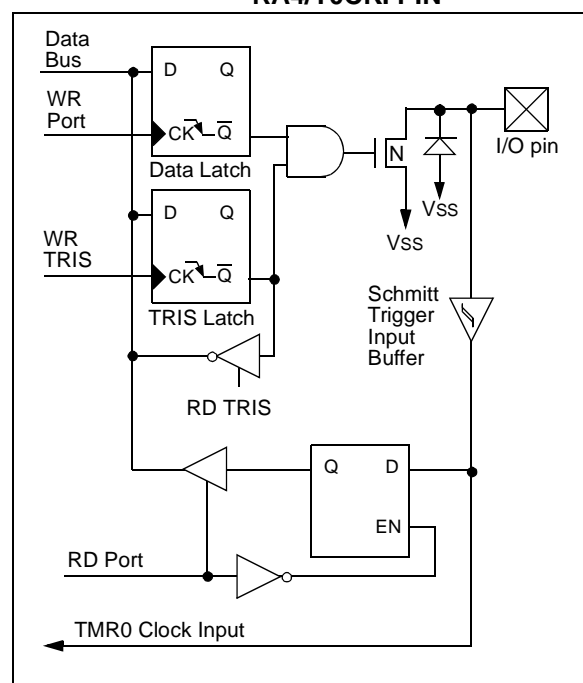 RA4/T0CKI PIN
Data
Bus
D Q
WR
Port
CK Q̅
N
I/O pin
Data Latch
VSS
VSS
D Q
WR
TRIS
CK Q̅
Schmitt
Trigger
Input
Buffer
TRIS Latch
RD TRIS
Q D
EN
RD Port
TMR0 Clock Input